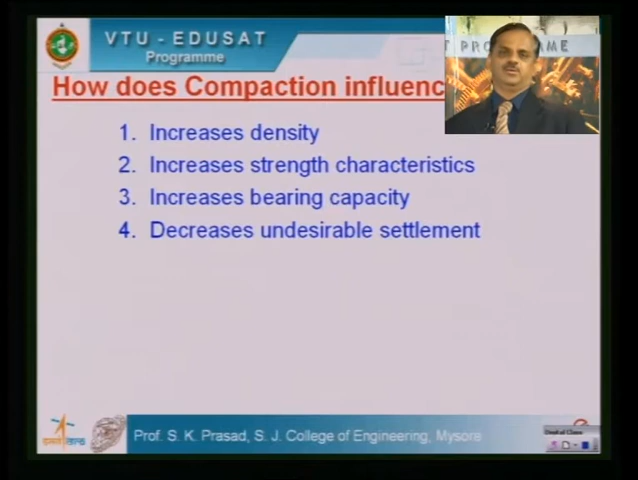 VTU - EDUSAT
Programme
T PROGRAMME
How does Compaction influenc
1. Increases density
2. Increases strength characteristics
3. Increases bearing capacity
4. Decreases undesirable settlement
Prof. S. K. Prasad, S. J. College of Engineering, Mysore